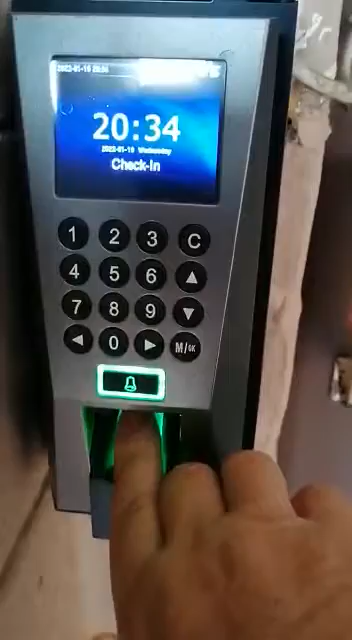 20:34
2022-01-19 Wednesday
Check-In
1 2 3 C
4 5 6 ▲
7 8 9 ▼
◀ 0 ▶ M/OK